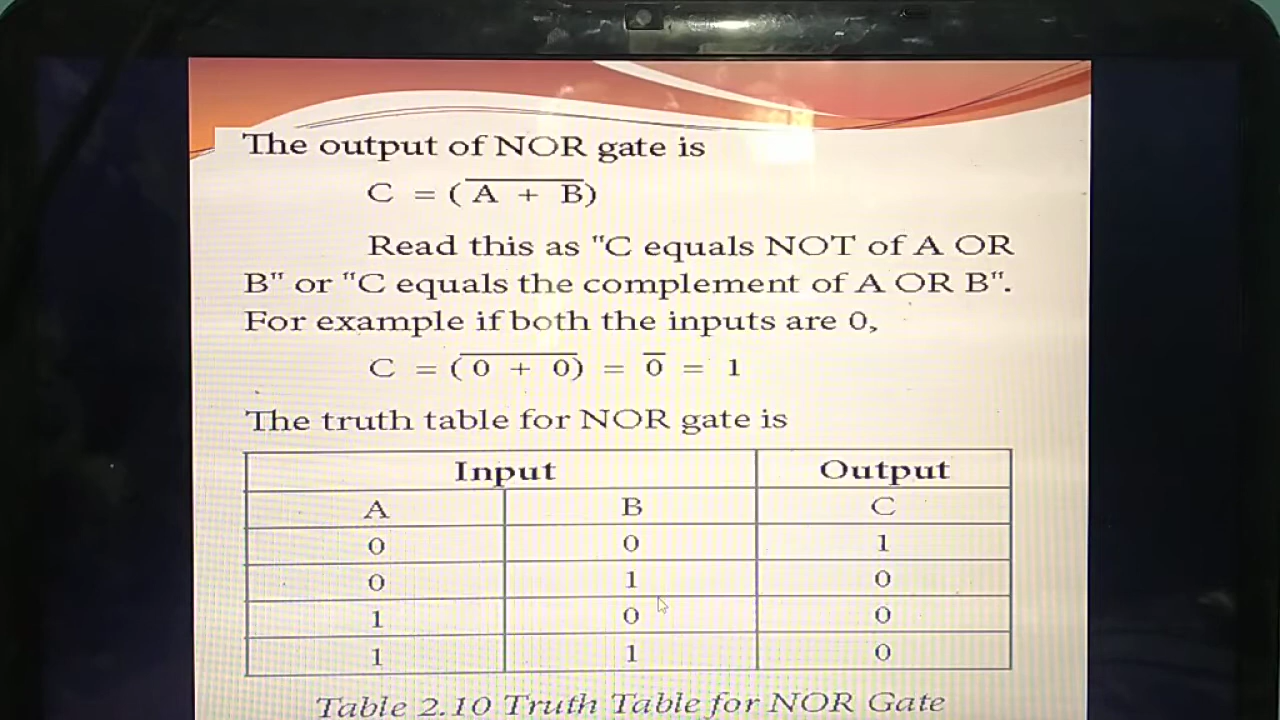 The output of NOR gate is
C = (A̅ ̅+̅ ̅B̅)
Read this as "C equals NOT of A OR
B" or "C equals the complement of A OR B".
For example if both the inputs are 0,
C = (0̅ ̅+̅ ̅0̅) = 0̅ = 1
The truth table for NOR gate is
Input Output
A B C
0 0 1
0 1 0
1 0 0
1 1 0
Table 2.10 Truth Table for NOR Gate